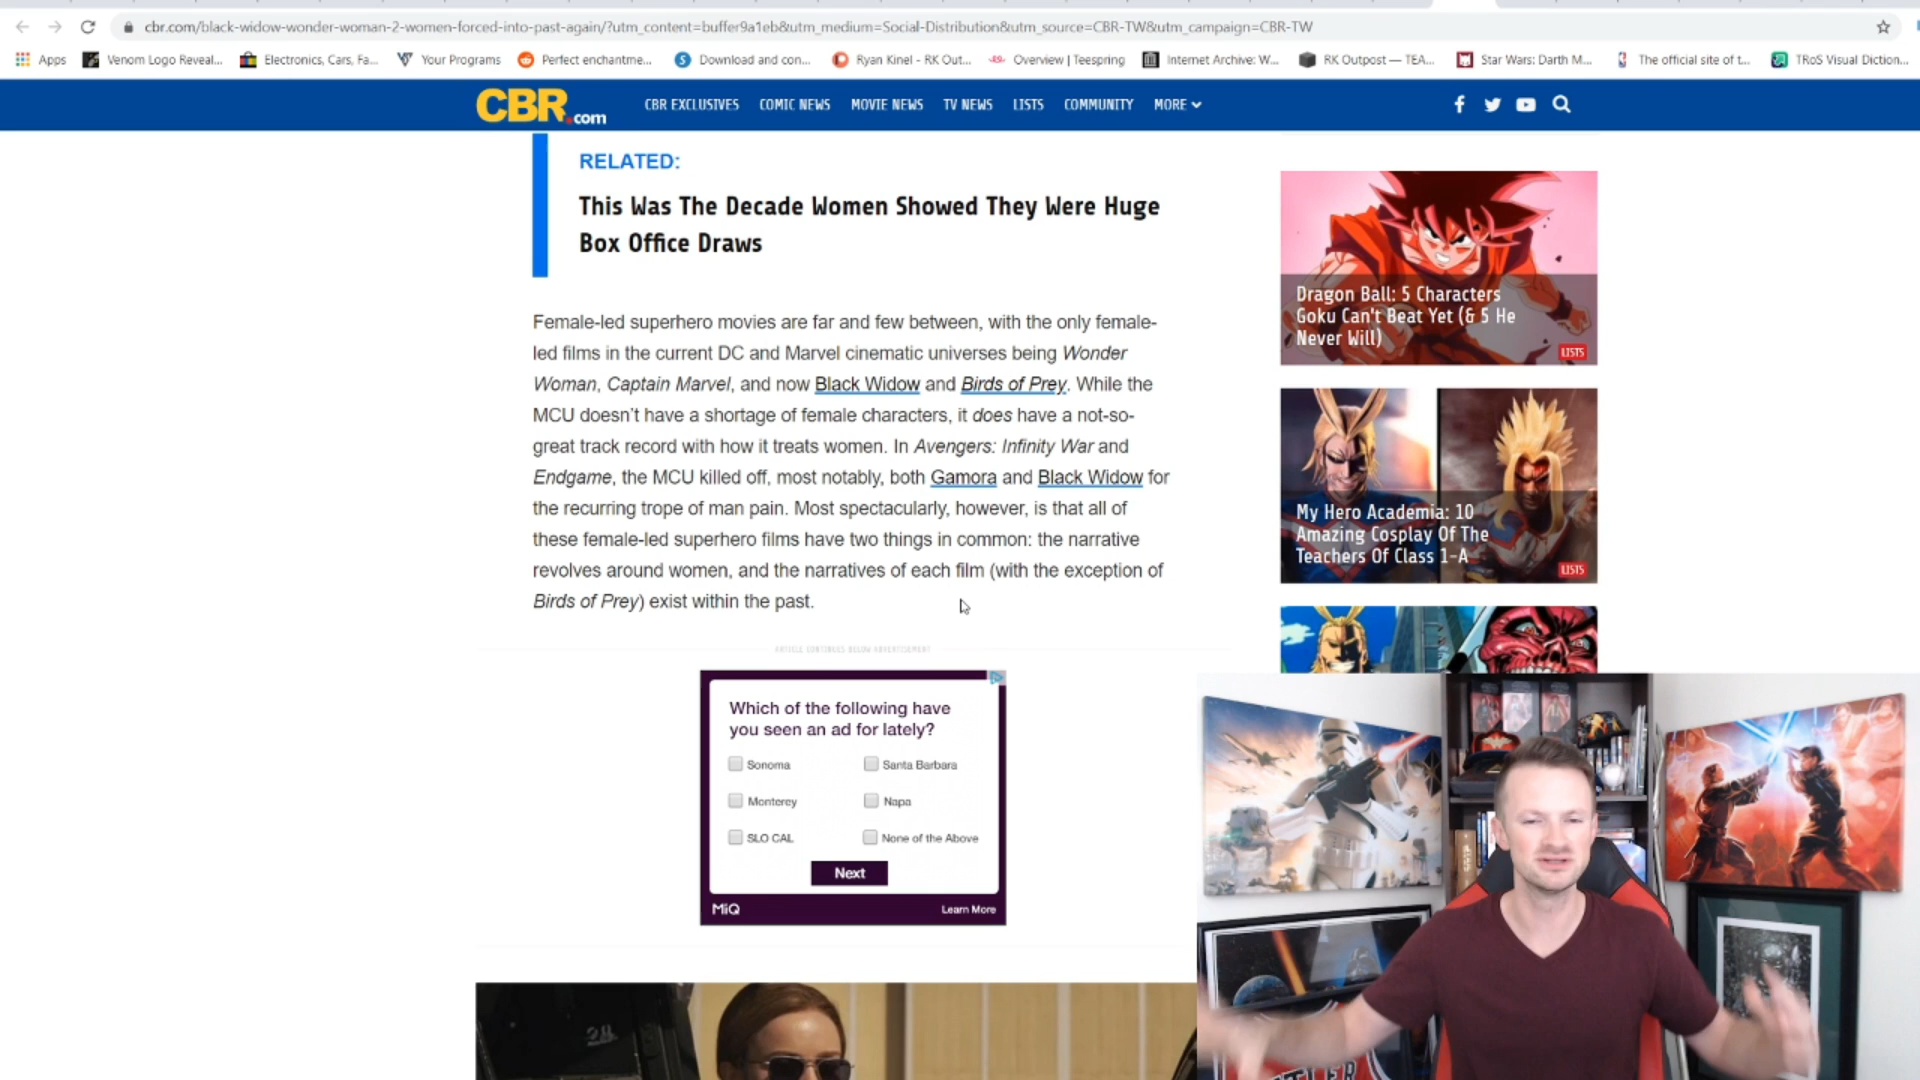 cbr.com/black-widow-wonder-woman-2-women-forced-into-past-again/?utm_content=buffer9a1eb&utm_medium=Social-Distribution&utm_source=CBR-TW&utm_campaign=CBR-TW
Apps Venom Logo Reveal... Electronics, Cars, Fa... Your Programs Perfect enchantme... Download and con... Ryan Kinel - RK Out... Overview | Teespring Internet Archive: W... RK Outpost — TEA... Star Wars: Darth M... The official site of t... TRoS Visual Diction...
CBR.com CBR EXCLUSIVES COMIC NEWS MOVIE NEWS TV NEWS LISTS COMMUNITY MORE
RELATED:
This Was The Decade Women Showed They Were Huge
Box Office Draws
Female-led superhero movies are far and few between, with the only female-
led films in the current DC and Marvel cinematic universes being Wonder
Woman, Captain Marvel, and now Black Widow and Birds of Prey. While the
MCU doesn't have a shortage of female characters, it does have a not-so-
great track record with how it treats women. In Avengers: Infinity War and
Endgame, the MCU killed off, most notably, both Gamora and Black Widow for
the recurring trope of man pain. Most spectacularly, however, is that all of
these female-led superhero films have two things in common: the narrative
revolves around women, and the narratives of each film (with the exception of
Birds of Prey) exist within the past.
ARTICLE CONTINUES BELOW ADVERTISEMENT
Which of the following have
you seen an ad for lately?
Sonoma Santa Barbara
Monterey Napa
SLO CAL None of the Above
Next
MiQ Learn More
Dragon Ball: 5 Characters
Goku Can't Beat Yet (& 5 He
Never Will)
LISTS
My Hero Academia: 10
Amazing Cosplay Of The
Teachers Of Class 1-A
LISTS